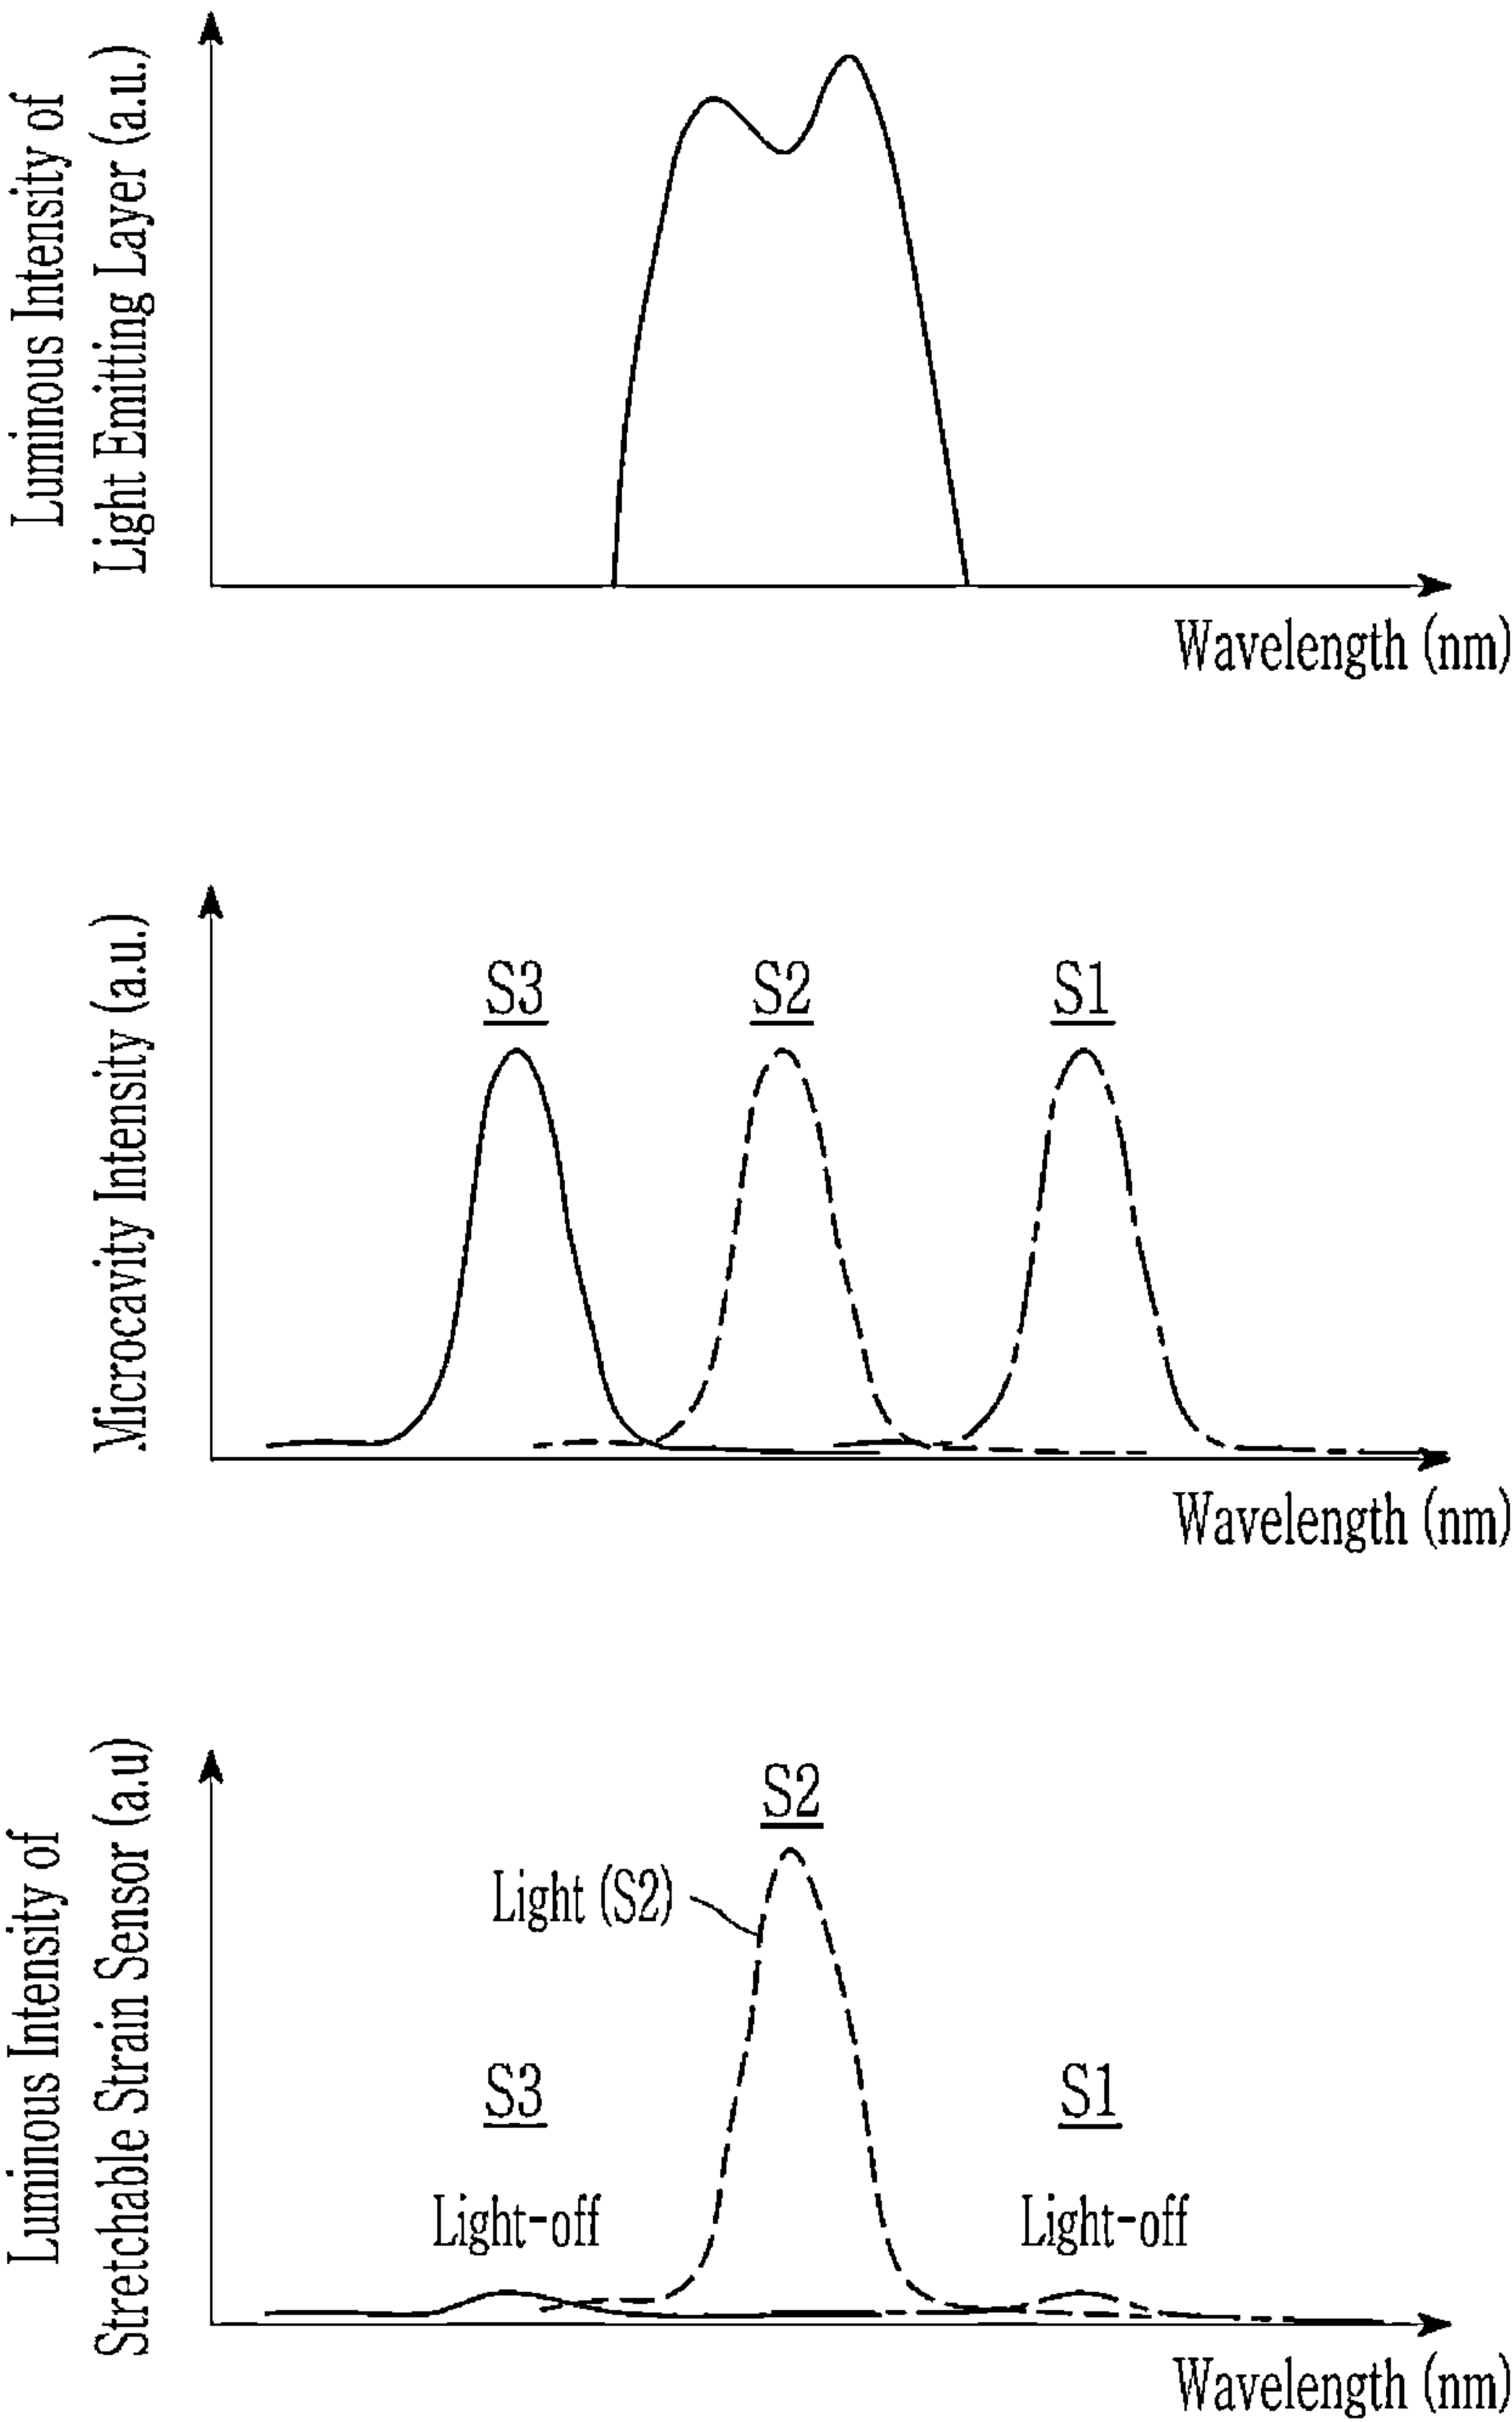 Luminous Intensity of
Light Emitting Layer (a.u.)
Wavelength (nm)
Microcavity Intensity (a.u.)
S3
S2
S1
Wavelength (nm)
Luminous Intensity of
Stretchable Strain Sensor (a.u)
S2
Light (S2)
S3
S1
Light-off
Light-off
Wavelength (nm)